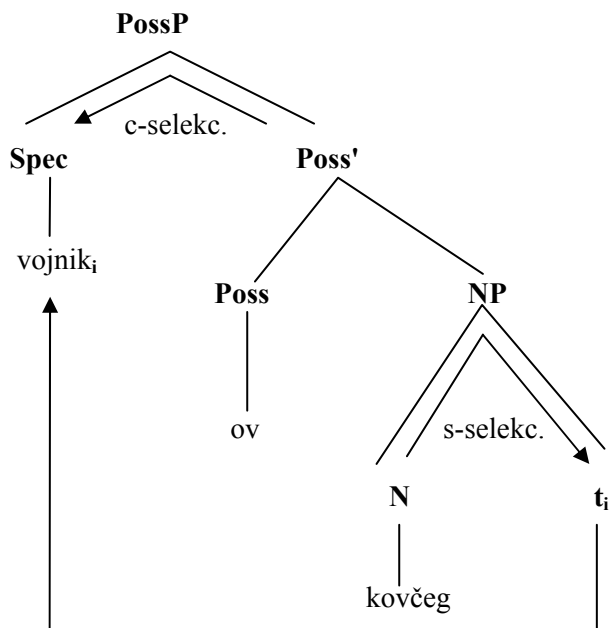 PossP
c-selekc.
Spec Poss'
vojnikᵢ
Poss NP
ov s-selekc.
N tᵢ
kovčeg